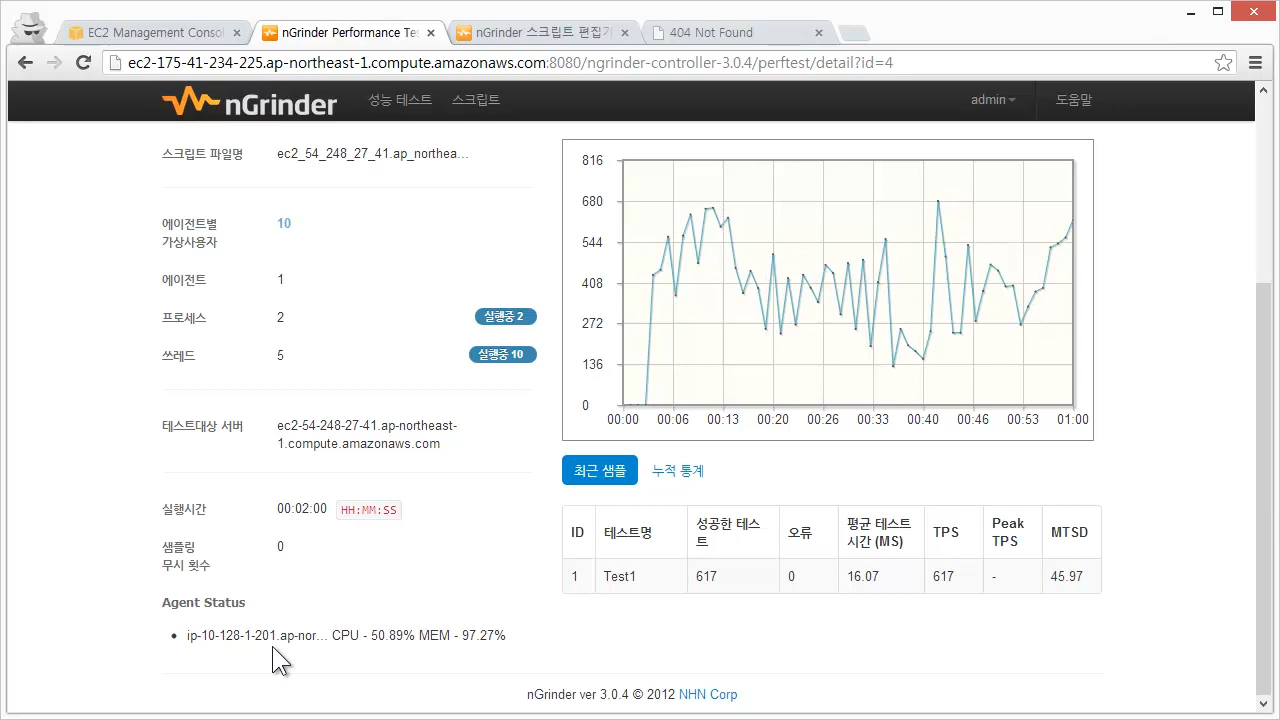 EC2 Management Consol
nGrinder Performance Te
nGrinder 스크립트 편집기
404 Not Found
ec2-175-41-234-225.ap-northeast-1.compute.amazonaws.com:8080/ngrinder-controller-3.0.4/perftest/detail?id=4
nGrinder
성능 테스트
스크립트
admin
도움말
스크립트 파일명
ec2_54_248_27_41.ap_northea...
에이전트별
가상사용자
10
에이전트
1
프로세스
2
실행중 2
쓰레드
5
실행중 10
테스트대상 서버
ec2-54-248-27-41.ap-northeast-
1.compute.amazonaws.com
실행시간
00:02:00
HH:MM:SS
샘플링
무시 횟수
0
Agent Status
ip-10-128-1-201.ap-nor... CPU - 50.89% MEM - 97.27%
816
680
544
408
272
136
0
00:00 00:06 00:13 00:20 00:26 00:33 00:40 00:46 00:53 01:00
최근 샘플
누적 통계
ID
테스트명
성공한 테스
트
오류
평균 테스트
시간 (MS)
TPS
Peak
TPS
MTSD
1
Test1
617
0
16.07
617
-
45.97
nGrinder ver 3.0.4 © 2012 NHN Corp